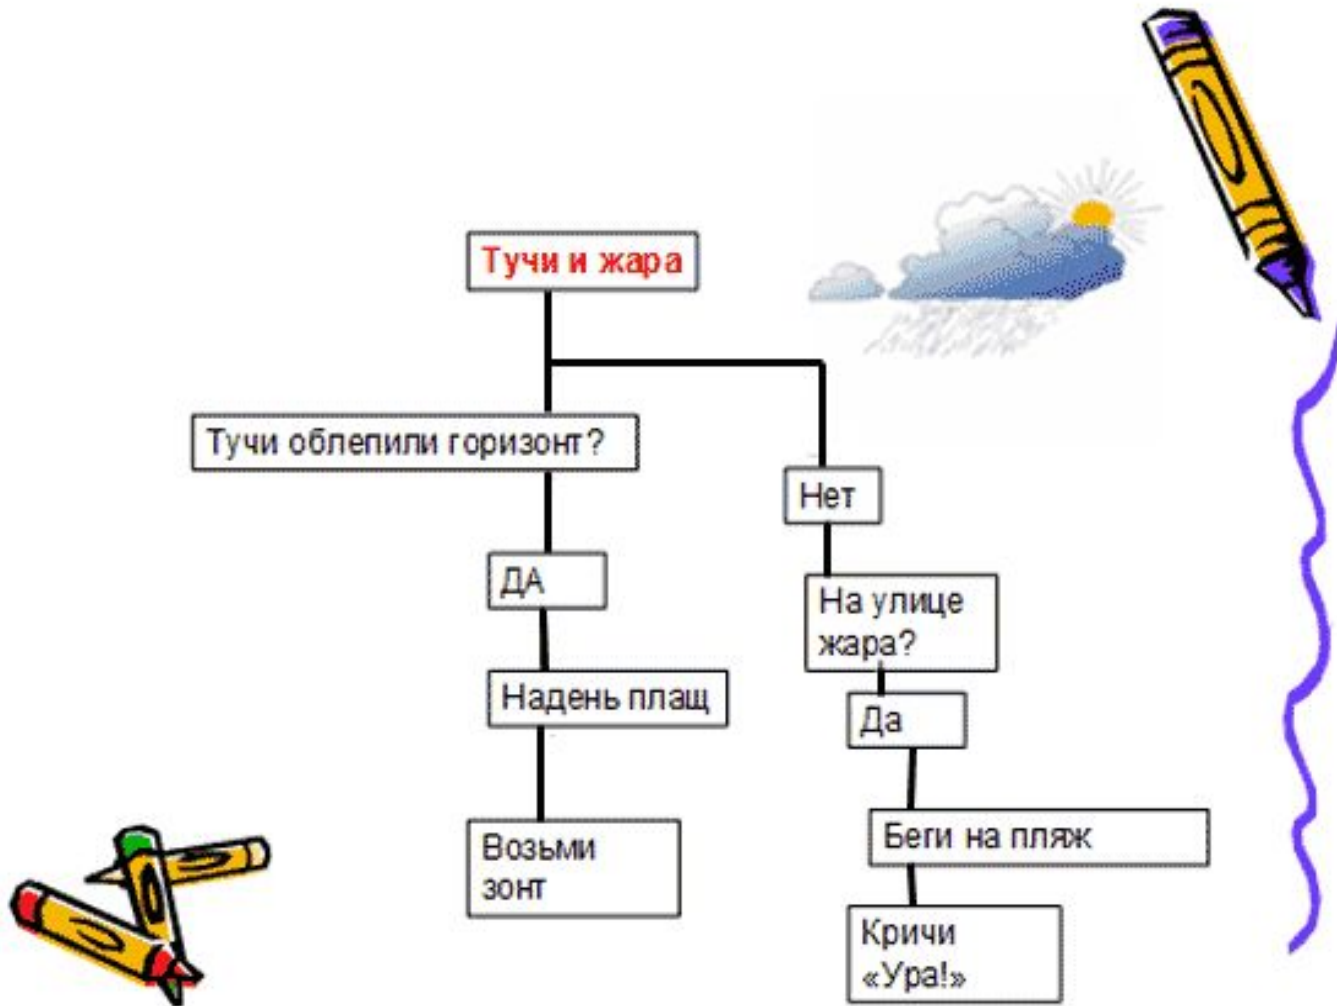 Тучи и жара
Тучи облепили горизонт?
Нет
ДА
На улице
жара?
Надень плащ
Да
Возьми
зонт
Беги на пляж
Кричи
«Ура!»